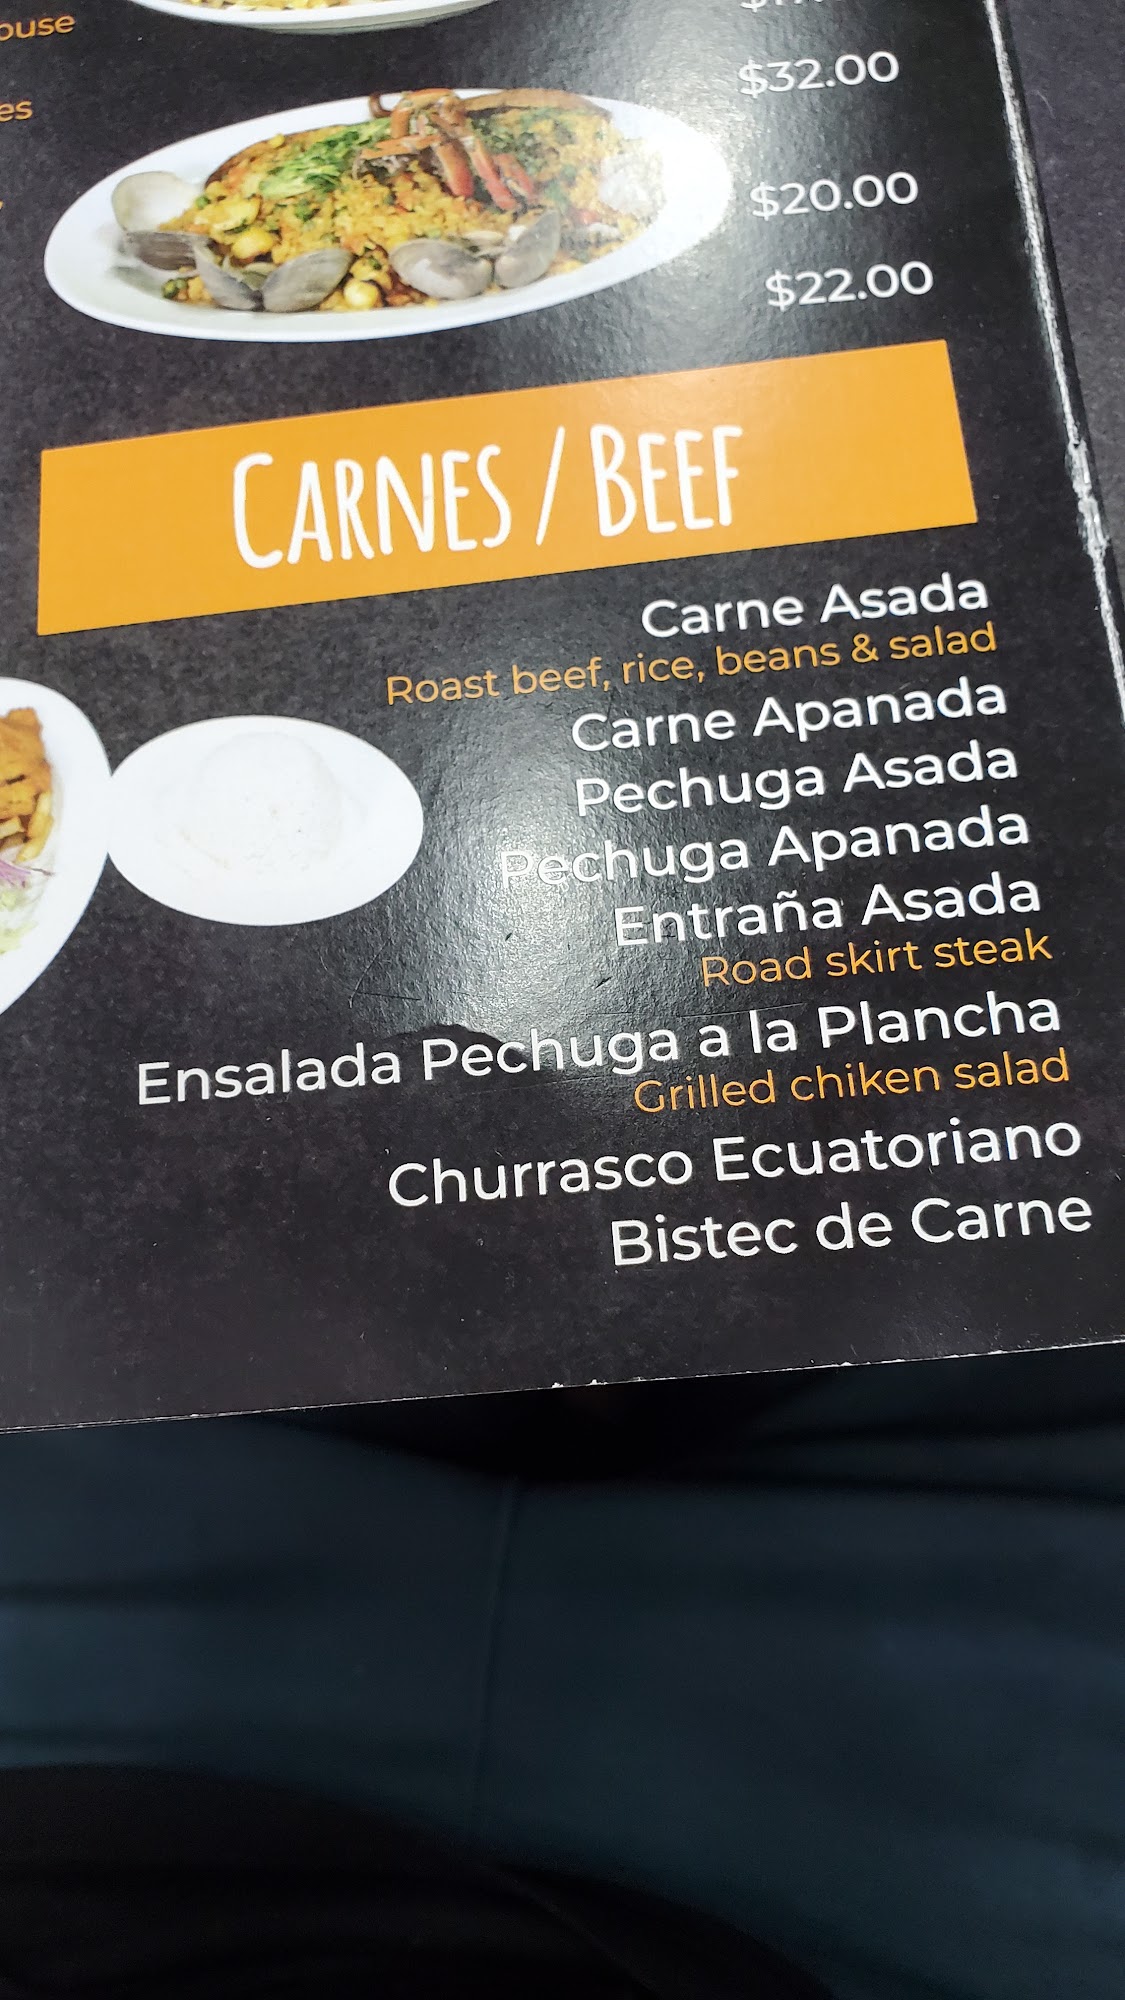 $32.00
$20.00
$22.00
CARNES / BEEF
Carne Asada
Roast beef, rice, beans & salad
Carne Apanada
Pechuga Asada
Pechuga Apanada
Entraña Asada
Road skirt steak
Ensalada Pechuga a la Plancha
Grilled chiken salad
Churrasco Ecuatoriano
Bistec de Carne